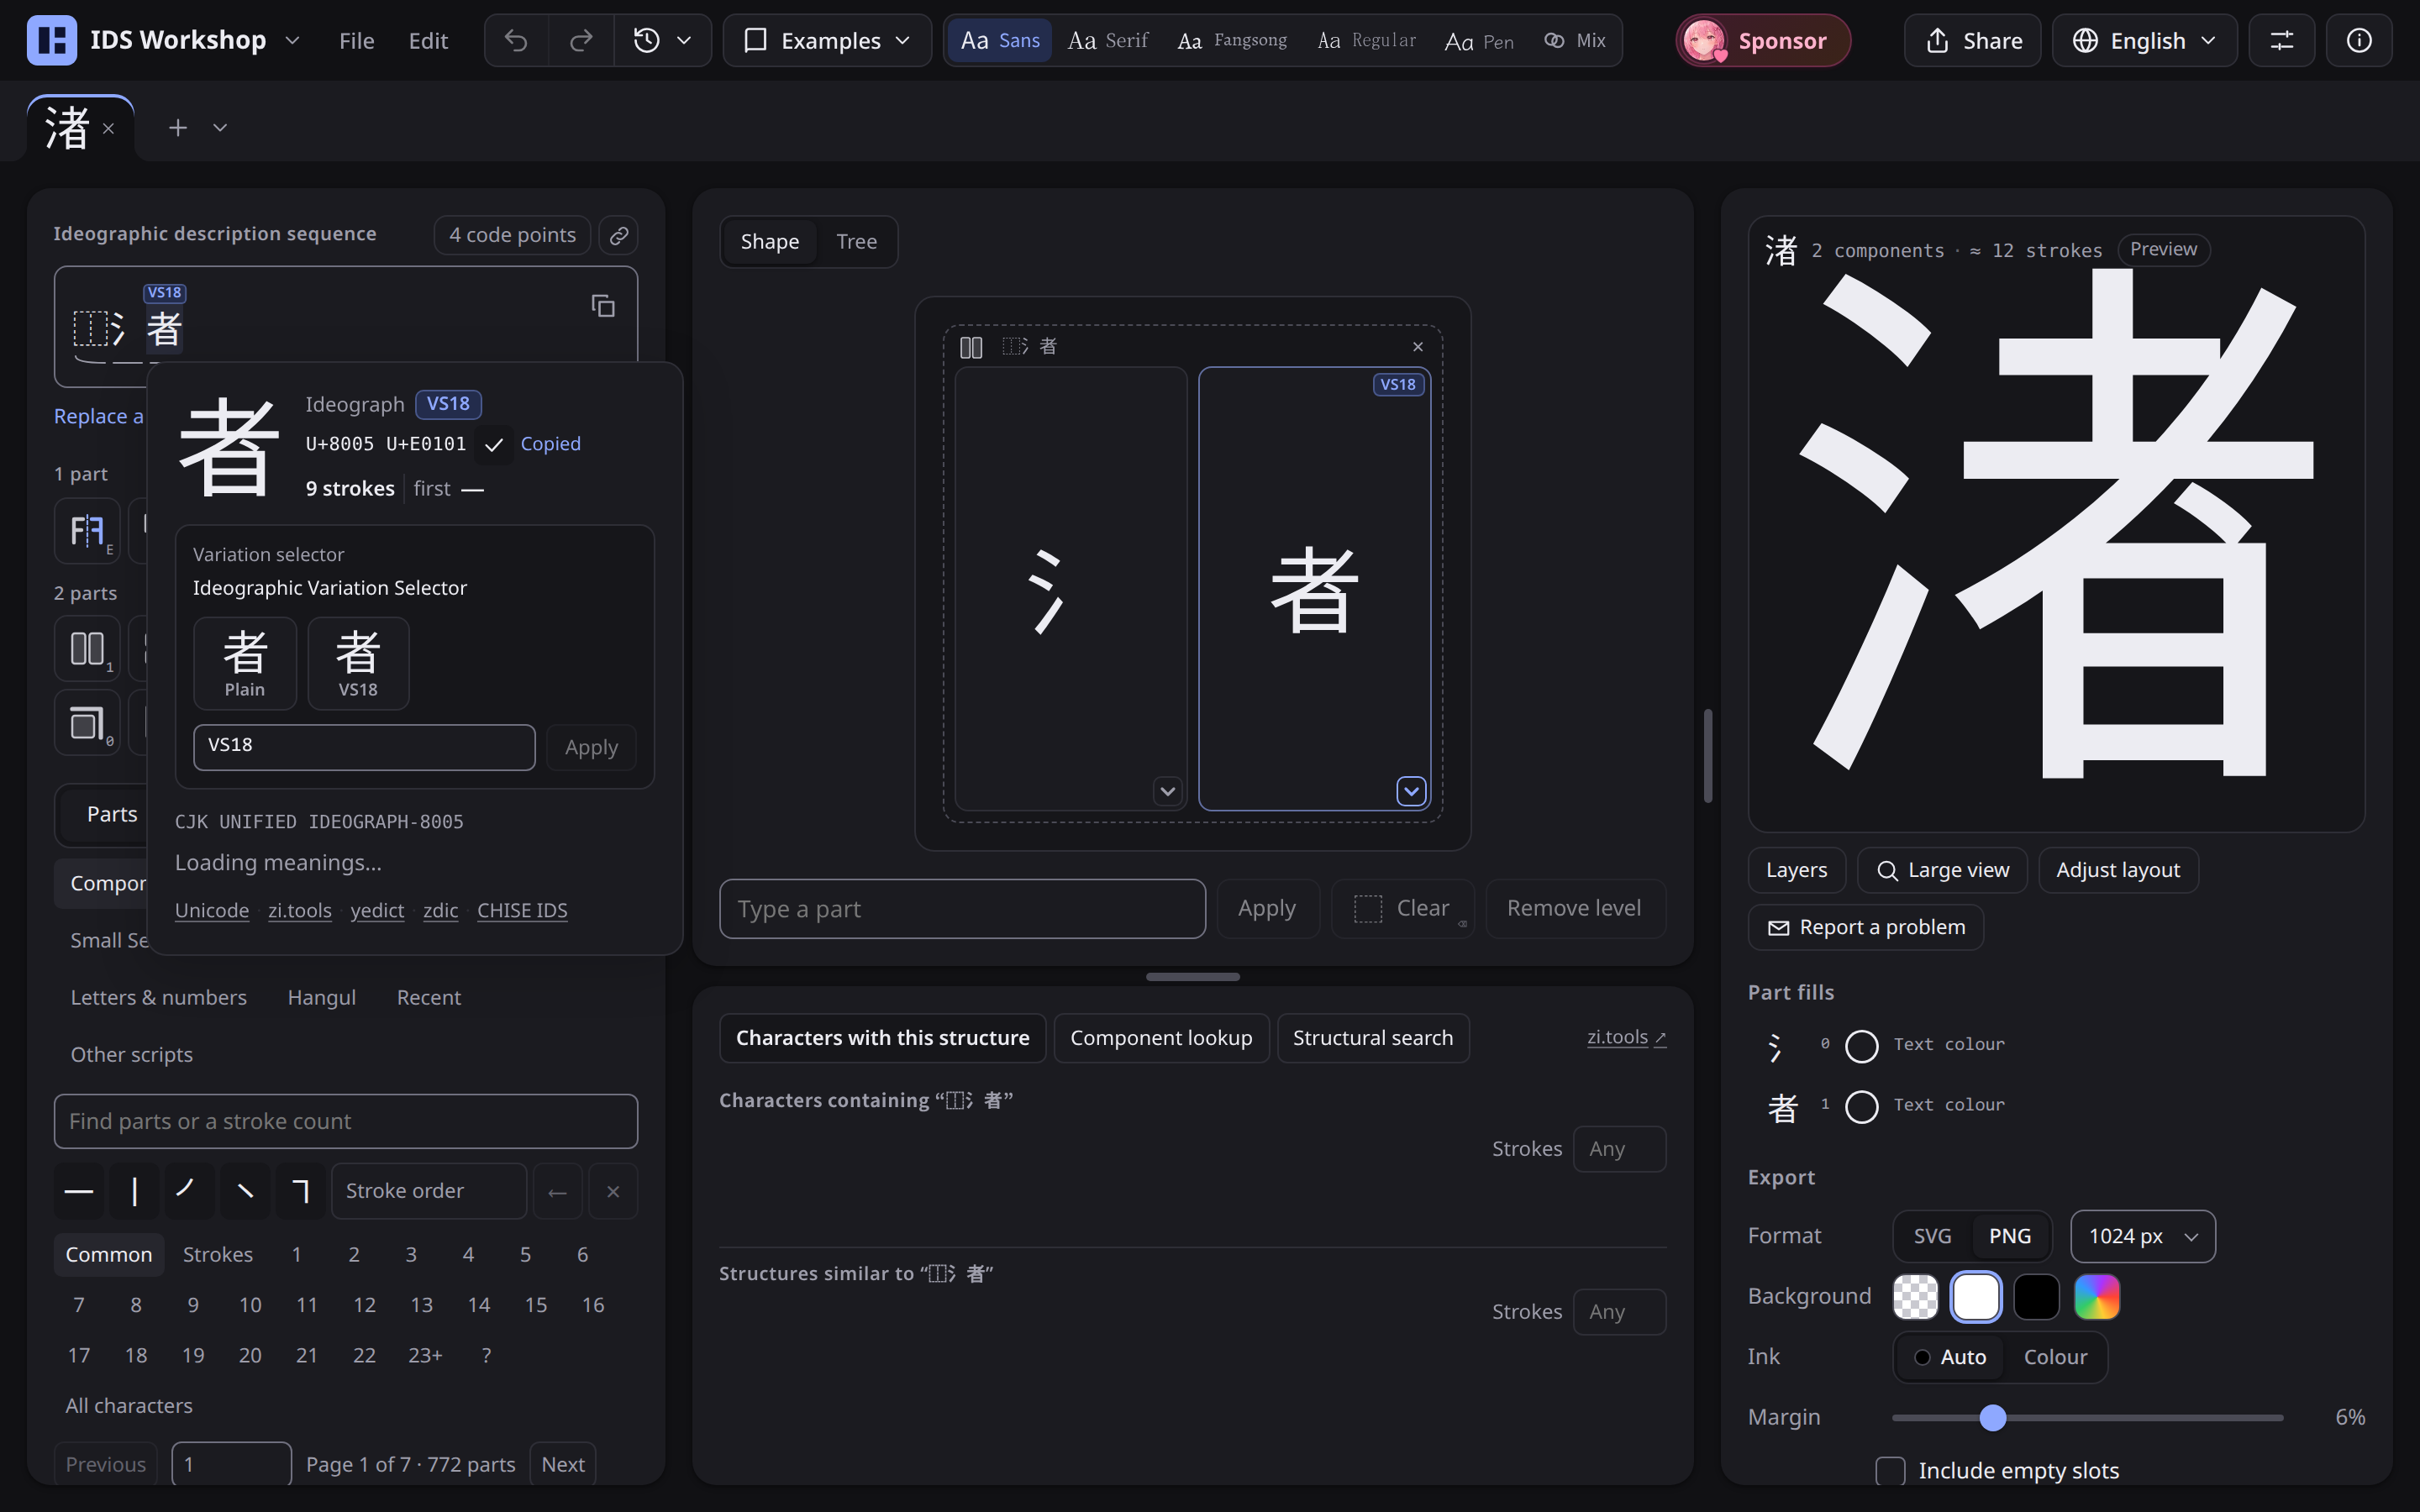 IDS Workshop File Edit Examples Aa Sans Aa Serif Aa Fangsong Aa Regular Aa Pen Mix Sponsor Share English
渚
Ideographic description sequence 4 code points
VS18
⿰氵者
Replace a
1 part
E
2 parts
1
0
Parts
Compor
Small Se
Letters & numbers Hangul Recent
Other scripts
Find parts or a stroke count
Stroke order
Common Strokes 1 2 3 4 5 6
7 8 9 10 11 12 13 14 15 16
17 18 19 20 21 22 23+ ?
All characters
Previous 1 Page 1 of 7 · 772 parts Next
者 Ideograph VS18
U+8005 U+E0101 Copied
9 strokes first
Variation selector
Ideographic Variation Selector
者 者
Plain VS18
VS18 Apply
CJK UNIFIED IDEOGRAPH-8005
Loading meanings...
Unicode · zi.tools · yedict · zdic · CHISE IDS
Shape Tree
⿰氵者
VS18
氵 者
Type a part Apply Clear Remove level
Characters with this structure Component lookup Structural search zi.tools ↗
Characters containing “⿰氵者”
Strokes Any
Structures similar to “⿰氵者”
Strokes Any
渚 2 components · ≈ 12 strokes Preview
渚
Layers Large view Adjust layout
Report a problem
Part fills
氵 0 Text colour
者 1 Text colour
Export
Format SVG PNG 1024 px
Background
Ink Auto Colour
Margin 6%
Include empty slots